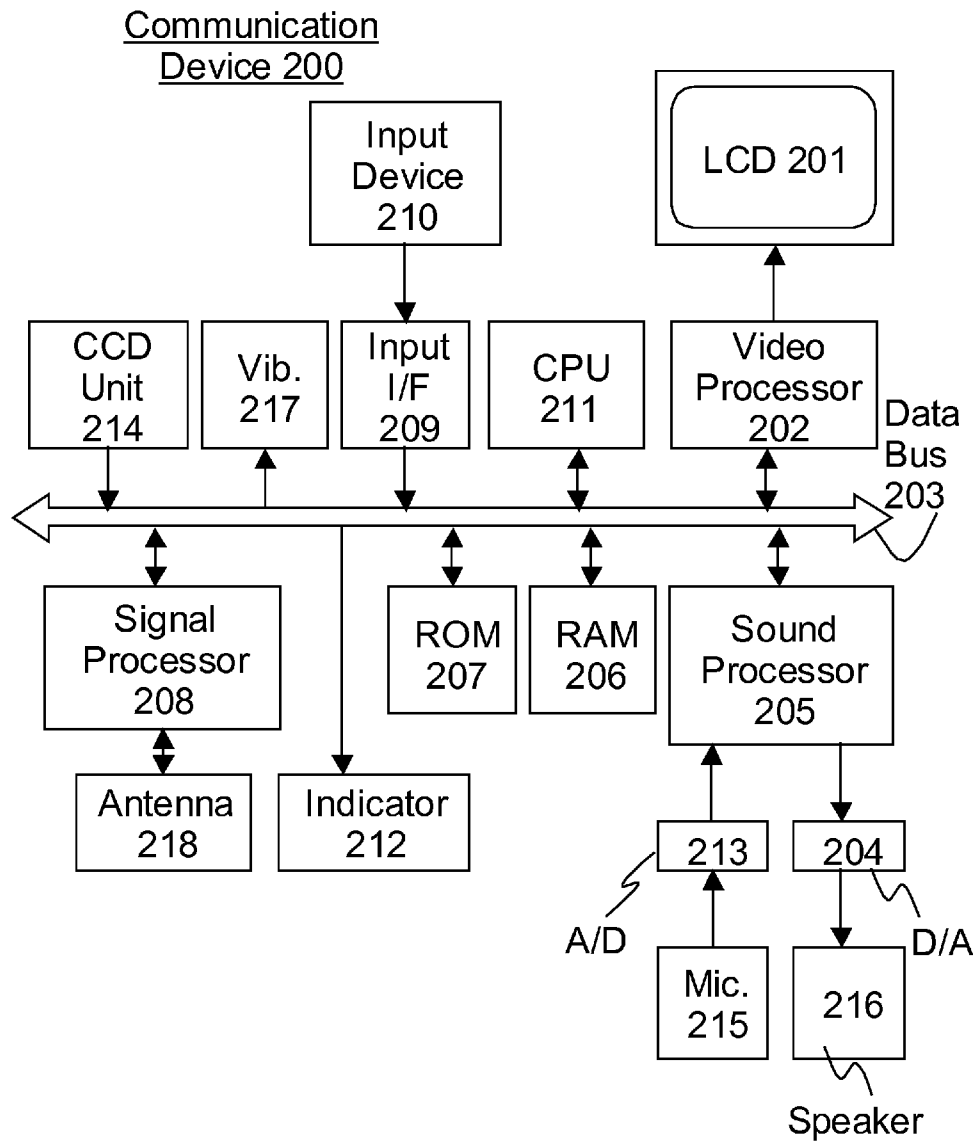 Communication
Device 200
Input
Device
210
LCD 201
CCD
Unit
214
Vib.
217
Input
I/F
209
CPU
211
Video
Processor
202
Data
Bus
203
Signal
Processor
208
ROM
207
RAM
206
Sound
Processor
205
Antenna
218
Indicator
212
213
204
A/D
D/A
Mic.
215
216
Speaker